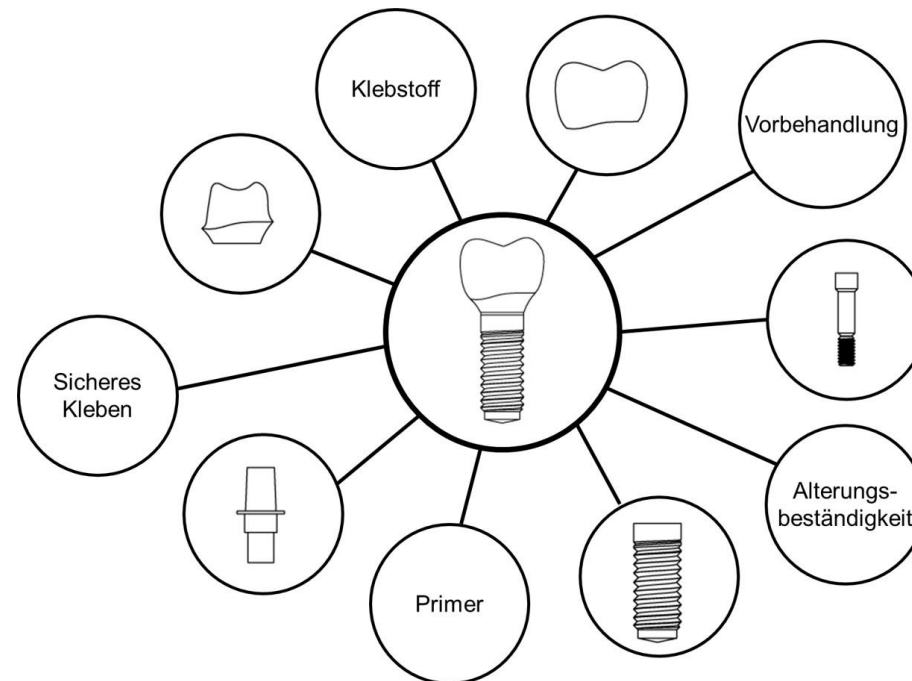 Klebstoff
Vorbehandlung
Sicheres
Kleben
Alterungs-
beständigkeit
Primer